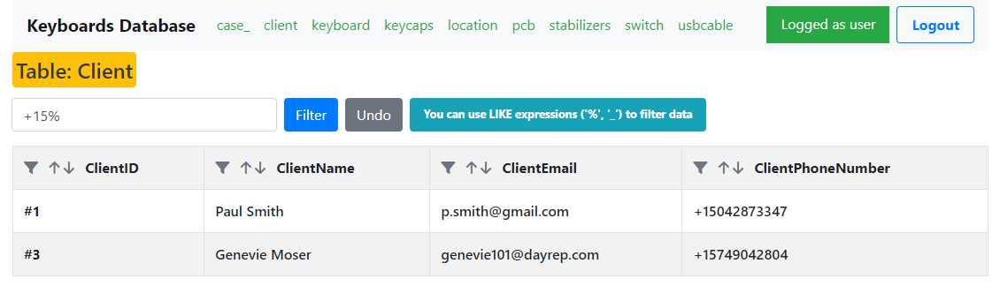 Keyboards Database case_ client keyboard keycaps location pcb stabilizers switch usbcable Logged as user Logout
Table: Client
+15% Filter Undo You can use LIKE expressions ('%', '_') to filter data
ClientID ClientName ClientEmail ClientPhoneNumber
#1 Paul Smith p.smith@gmail.com +15042873347
#3 Genevie Moser genevie101@dayrep.com +15749042804